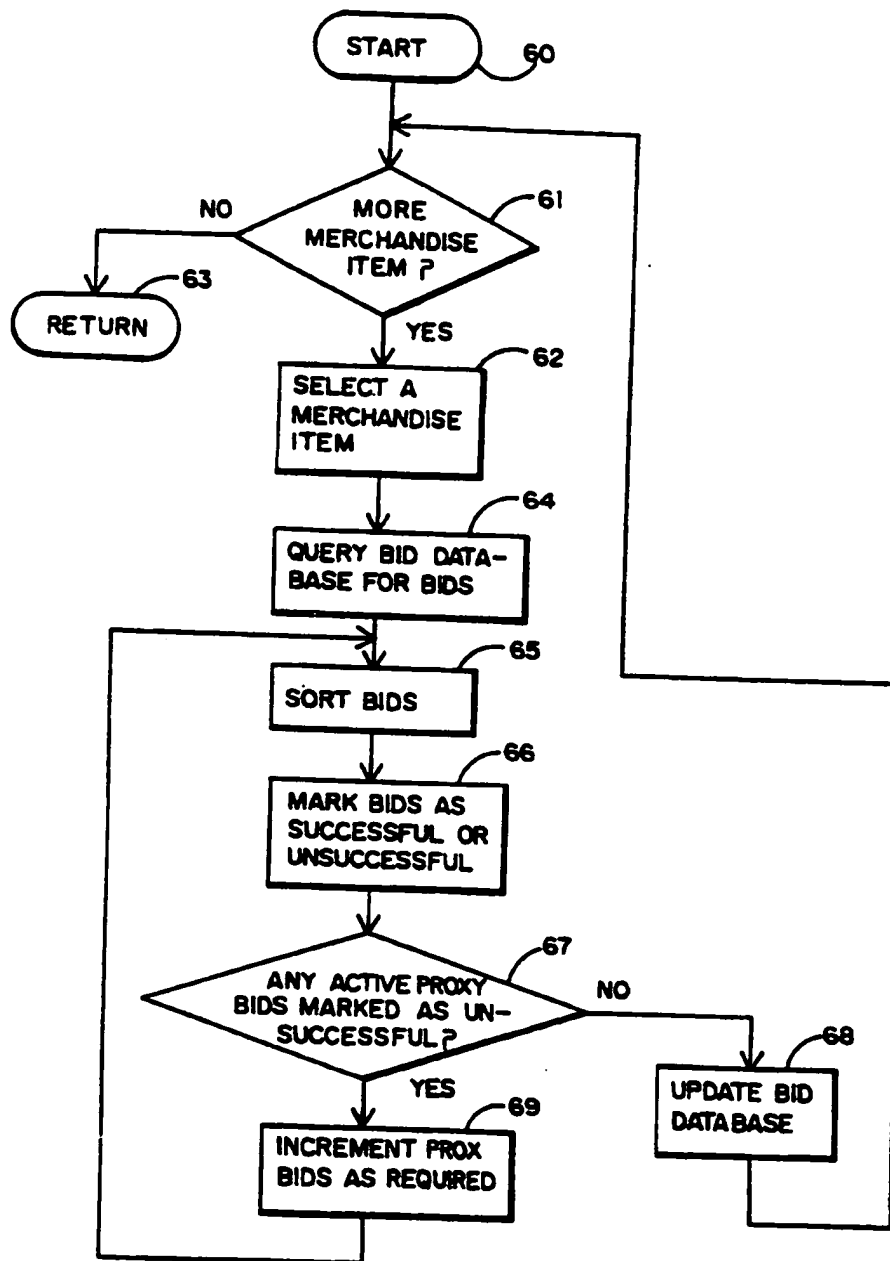 START
60
MORE
MERCHANDISE
ITEM ?
61
NO
63
RETURN
YES
62
SELECT A
MERCHANDISE
ITEM
64
QUERY BID DATA-
BASE FOR BIDS
65
SORT BIDS
66
MARK BIDS AS
SUCCESSFUL OR
UNSUCCESSFUL
67
ANY ACTIVE PROXY
BIDS MARKED AS UN-
SUCCESSFUL?
NO
68
UPDATE BID
DATABASE
YES
69
INCREMENT PROX
BIDS AS REQUIRED